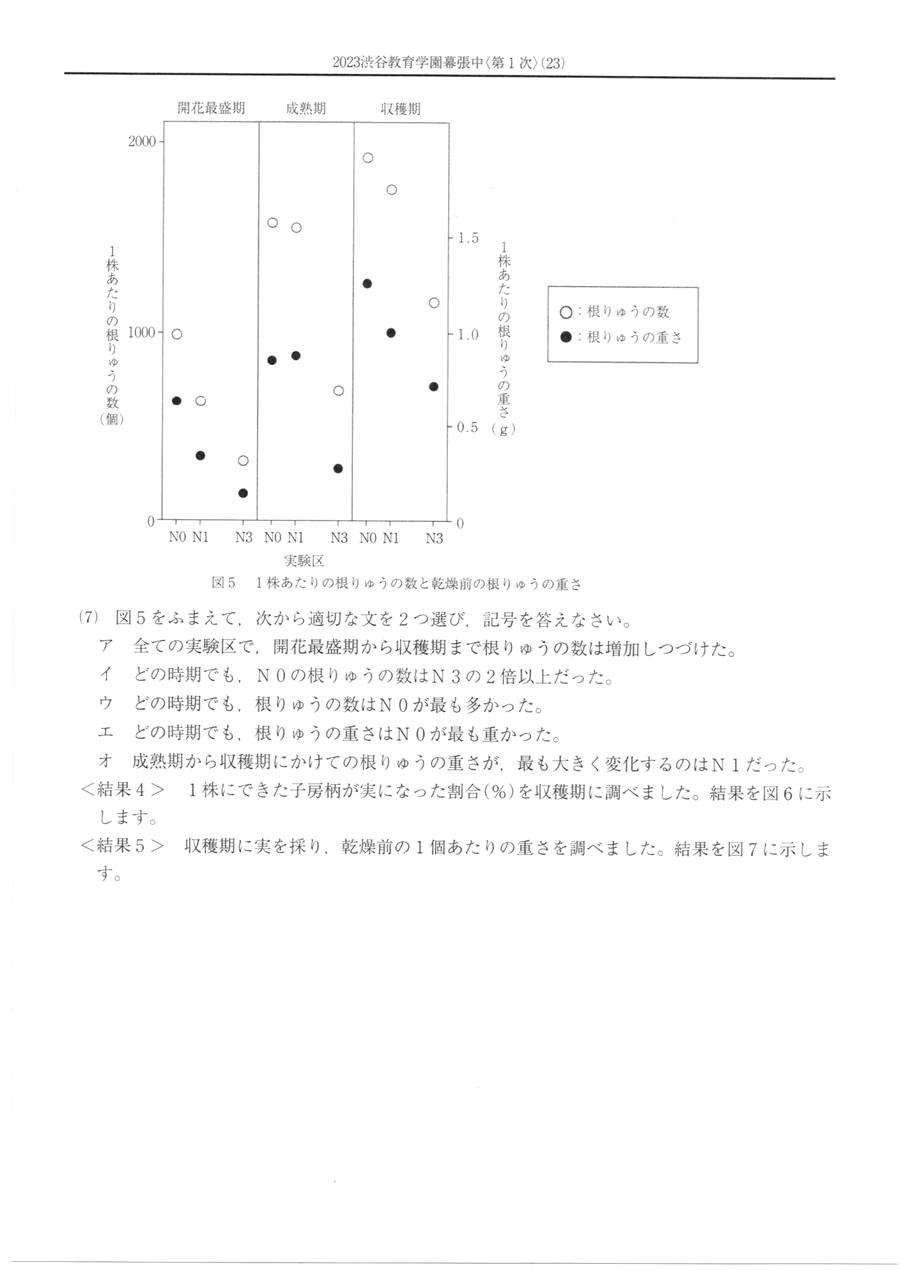 2023渋谷教育学園幕張中〈第1次〉(23)
開花最盛期 成熟期 収穫期
2000
1000
0
1株あたりの根りゅうの数(個)
1.5
1.0
0.5
0
1株あたりの根りゅうの重さ(g)
○：根りゅうの数
●：根りゅうの重さ
N0 N1 N3 N0 N1 N3 N0 N1 N3
実験区
図5 1株あたりの根りゅうの数と乾燥前の根りゅうの重さ
(7) 図5をふまえて，次から適切な文を2つ選び，記号を答えなさい。
ア 全ての実験区で，開花最盛期から収穫期まで根りゅうの数は増加しつづけた。
イ どの時期でも，N0の根りゅうの数はN3の2倍以上だった。
ウ どの時期でも，根りゅうの数はN0が最も多かった。
エ どの時期でも，根りゅうの重さはN0が最も重かった。
オ 成熟期から収穫期にかけての根りゅうの重さが，最も大きく変化するのはN1だった。
＜結果4＞ 1株にできた子房柄が実になった割合(%)を収穫期に調べました。結果を図6に示
します。
＜結果5＞ 収穫期に実を採り，乾燥前の1個あたりの重さを調べました。結果を図7に示しま
す。